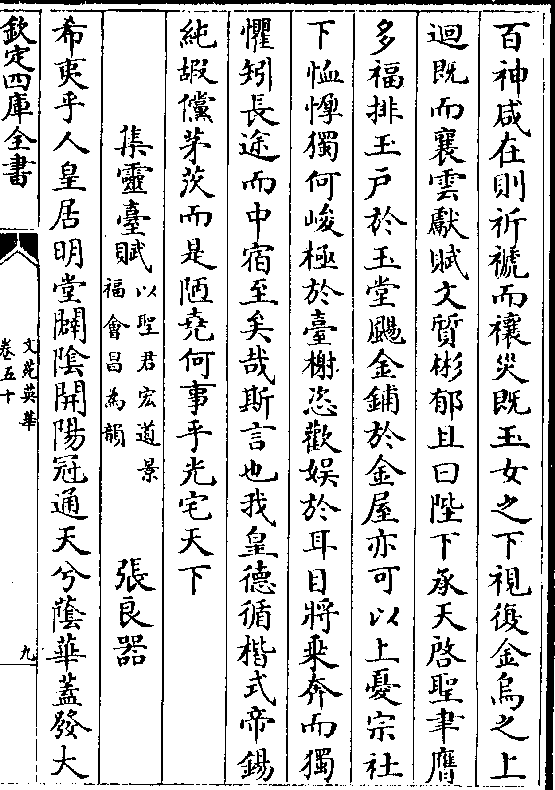 百神咸在則祈禠而禳災既玉女之下視復金烏之上
迴既而襄雲獻賦文質彬郁且曰陛下承天啓聖聿膺
多福排玉戶於玉堂颺金鋪於金屋亦可以上憂宗社
下恤惸獨何峻極於臺榭恣歡娱於耳目將乗奔而獨
懼矧長途而中宿至矣哉斯言也我皇德循楷式帝錫
純嘏儻茅茨而是陋堯何事乎光宅天下
集靈臺賦以聖君宏道景福會昌為韻 張良器
希夷乎人皇居明堂闢陰開陽冠通天兮蔭華蓋發大
欽定四庫全書
文苑英華
卷五十
九